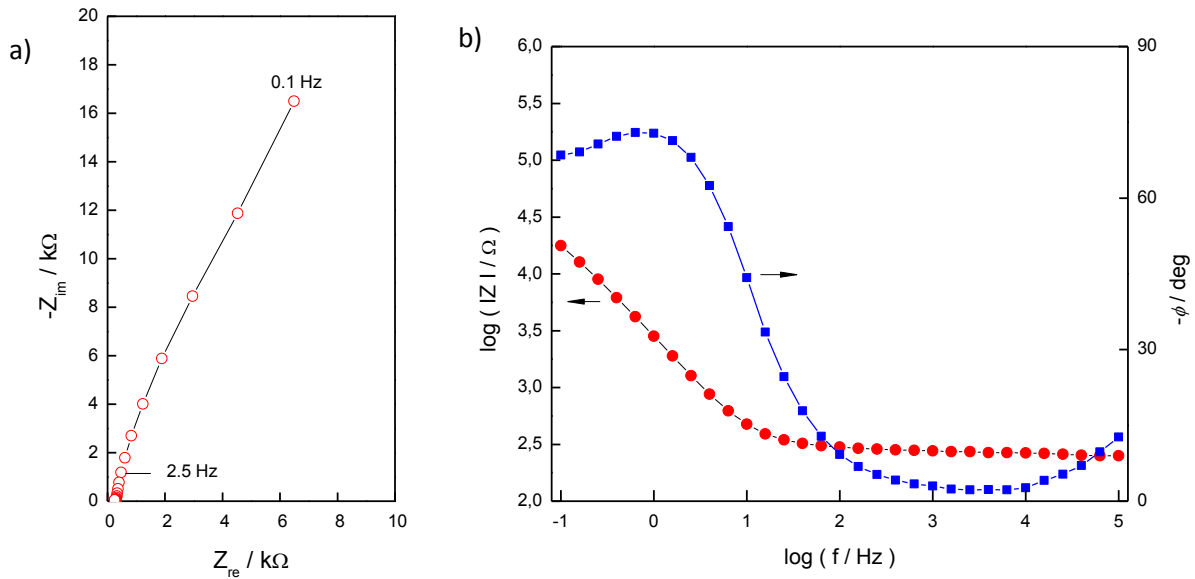 a)
20
18
16
14
12
10
8
6
4
2
0
0 2 4 6 8 10
0.1 Hz
2.5 Hz
-Z_im / kΩ
Z_re / kΩ
b)
6,0
5,5
5,0
4,5
4,0
3,5
3,0
2,5
2,0
-1 0 1 2 3 4 5
90
60
30
0
log ( |Z| / Ω )
log ( f / Hz )
-ϕ / deg